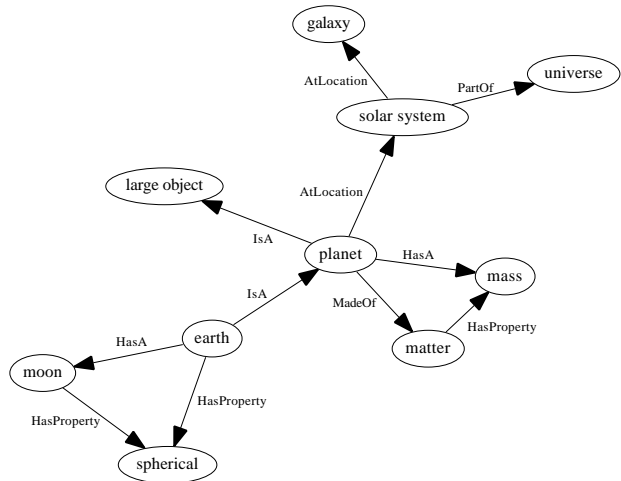 galaxy
universe
AtLocation
PartOf
solar system
large object
AtLocation
IsA
planet
HasA
mass
IsA
MadeOf
HasProperty
earth
matter
HasA
moon
HasProperty
HasProperty
spherical